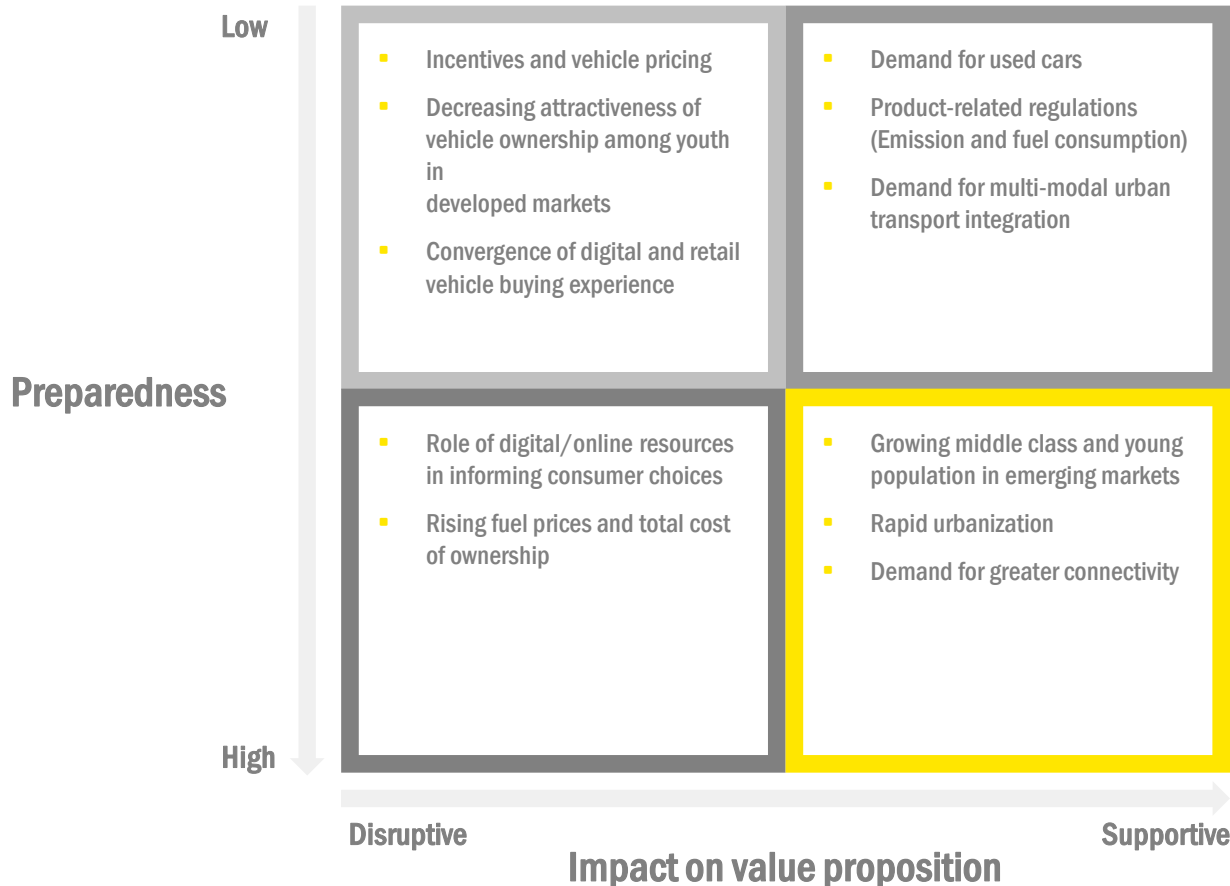 Low
Incentives and vehicle pricing
Decreasing attractiveness of
vehicle ownership among youth
in
developed markets
Convergence of digital and retail
vehicle buying experience
Demand for used cars
Product-related regulations
(Emission and fuel consumption)
Demand for multi-modal urban
transport integration
Preparedness
Role of digital/online resources
in informing consumer choices
Rising fuel prices and total cost
of ownership
Growing middle class and young
population in emerging markets
Rapid urbanization
Demand for greater connectivity
High
Disruptive
Supportive
Impact on value proposition